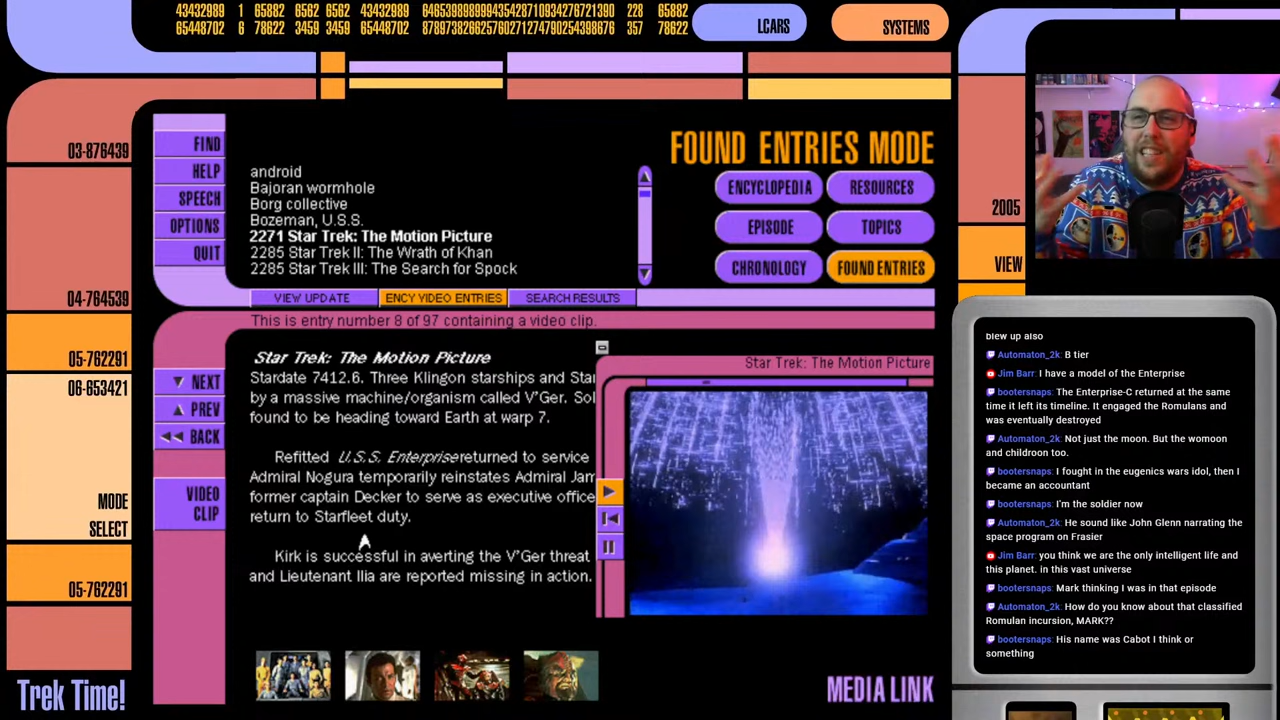 43432989 1 65882 6562 6562 43432989 64653989899435428710934276721390 228 65882
65448702 6 78622 3459 3459 65448702 87897382662576027127479025439867​6 357 78622
LCARS
SYSTEMS
03-876439
04-764539
05-762291
06-653421
MODE
SELECT
05-762291
Trek Time!
FIND
HELP
SPEECH
OPTIONS
QUIT
android
Bajoran wormhole
Borg collective
Bozeman, U.S.S.
2271 Star Trek: The Motion Picture
2285 Star Trek II: The Wrath of Khan
2285 Star Trek III: The Search for Spock
FOUND ENTRIES MODE
ENCYCLOPEDIA
RESOURCES
EPISODE
TOPICS
CHRONOLOGY
FOUND ENTRIES
VIEW UPDATE
ENCY VIDEO ENTRIES
SEARCH RESULTS
This is entry number 8 of 97 containing a video clip.
NEXT
PREV
BACK
VIDEO
CLIP
Star Trek: The Motion Picture
Stardate 7412.6. Three Klingon starships and Star
by a massive machine/organism called V'Ger. Sol
found to be heading toward Earth at warp 7.
Refitted U.S.S. Enterprise returned to service
Admiral Nogura temporarily reinstates Admiral Jam
former captain Decker to serve as executive office
return to Starfleet duty.
Kirk is successful in averting the V'Ger threat
and Lieutenant Ilia are reported missing in action.
Star Trek: The Motion Picture
MEDIA LINK
2005
VIEW
blew up also
Automaton_2k: B tier
Jim Barr: I have a model of the Enterprise
bootersnaps: The Enterprise-C returned at the same
time it left its timeline. It engaged the Romulans and
was eventually destroyed
Automaton_2k: Not just the moon. But the womoon
and childroon too.
bootersnaps: I fought in the eugenics wars idol, then I
became an accountant
bootersnaps: I'm the soldier now
Automaton_2k: He sound like John Glenn narrating the
space program on Frasier
Jim Barr: you think we are the only intelligent life and
this planet. in this vast universe
bootersnaps: Mark thinking I was in that episode
Automaton_2k: How do you know about that classified
Romulan incursion, MARK??
bootersnaps: His name was Cabot I think or
something